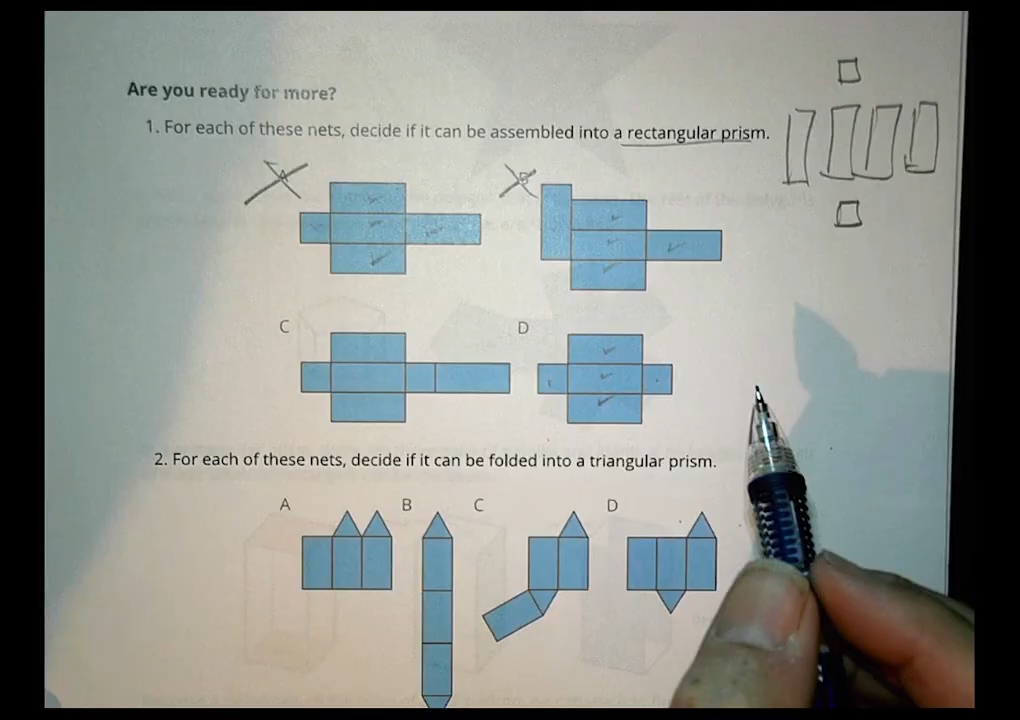 Are you ready for more?
1. For each of these nets, decide if it can be assembled into a rectangular prism.
A B
C D
2. For each of these nets, decide if it can be folded into a triangular prism.
A B C D